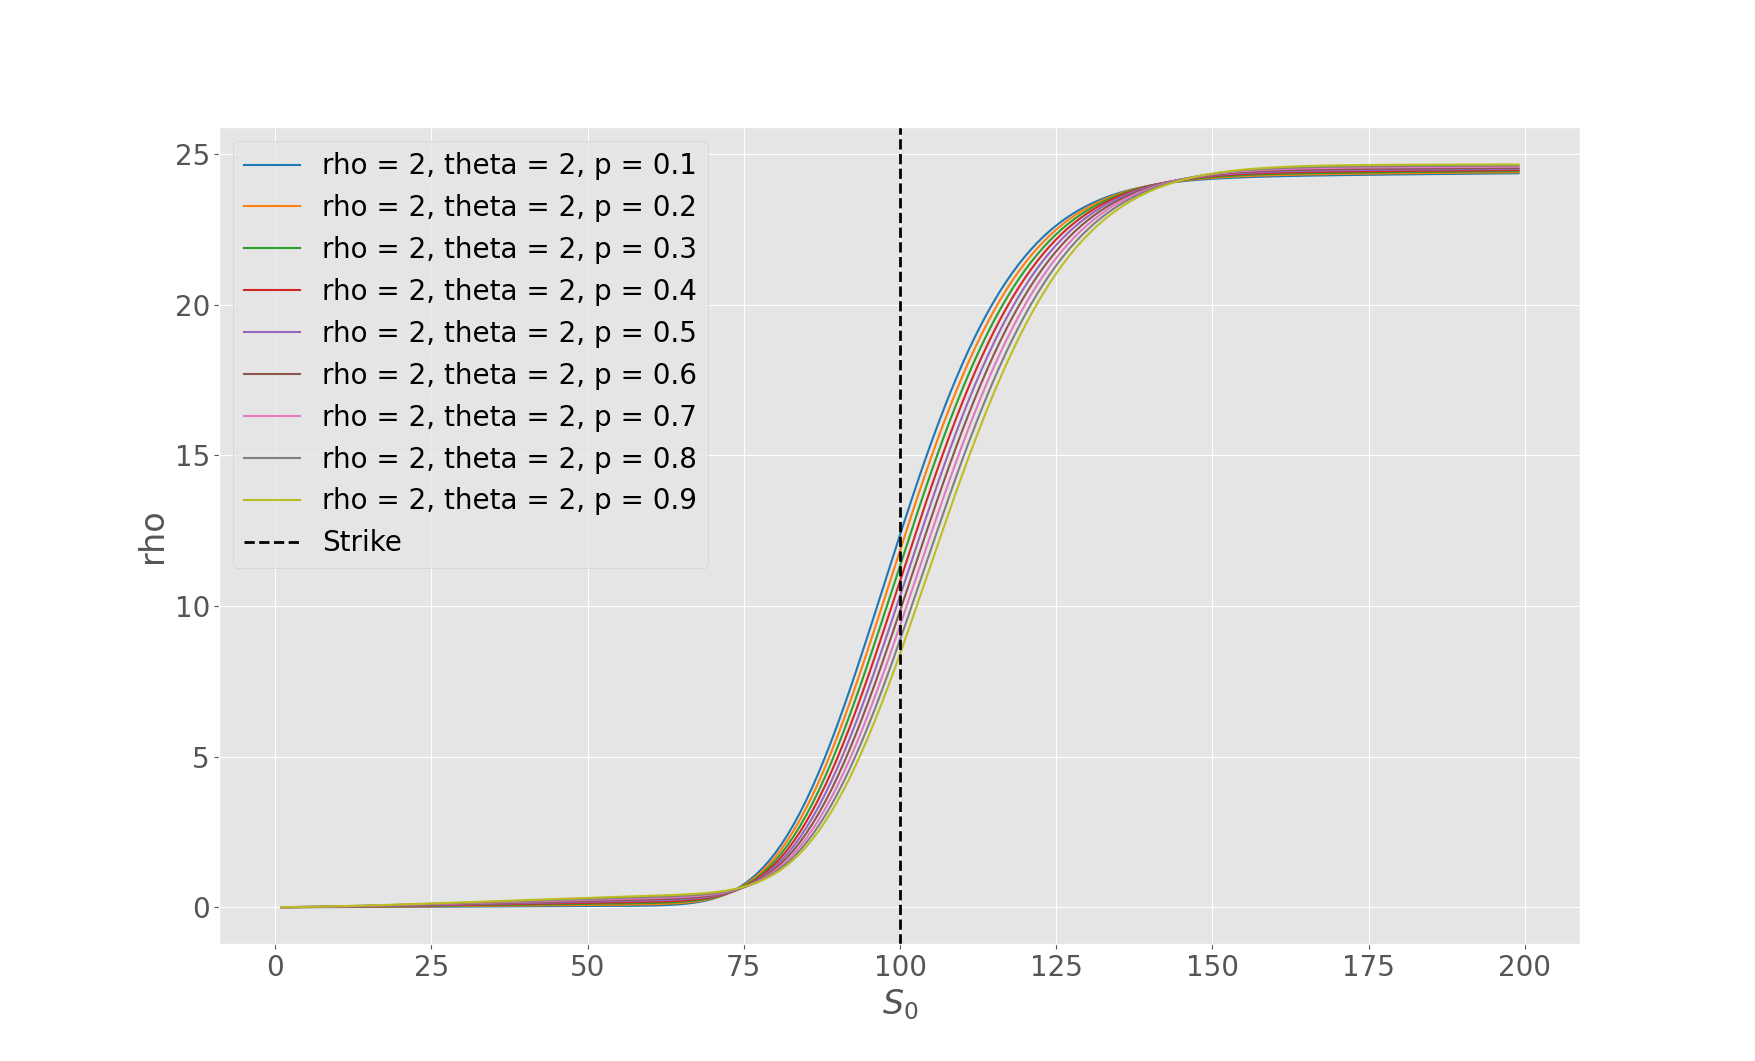 rho = 2, theta = 2, p = 0.1
rho = 2, theta = 2, p = 0.2
rho = 2, theta = 2, p = 0.3
rho = 2, theta = 2, p = 0.4
rho = 2, theta = 2, p = 0.5
rho = 2, theta = 2, p = 0.6
rho = 2, theta = 2, p = 0.7
rho = 2, theta = 2, p = 0.8
rho = 2, theta = 2, p = 0.9
Strike
rho
25
20
15
10
5
0
0 25 50 75 100 125 150 175 200
S₀